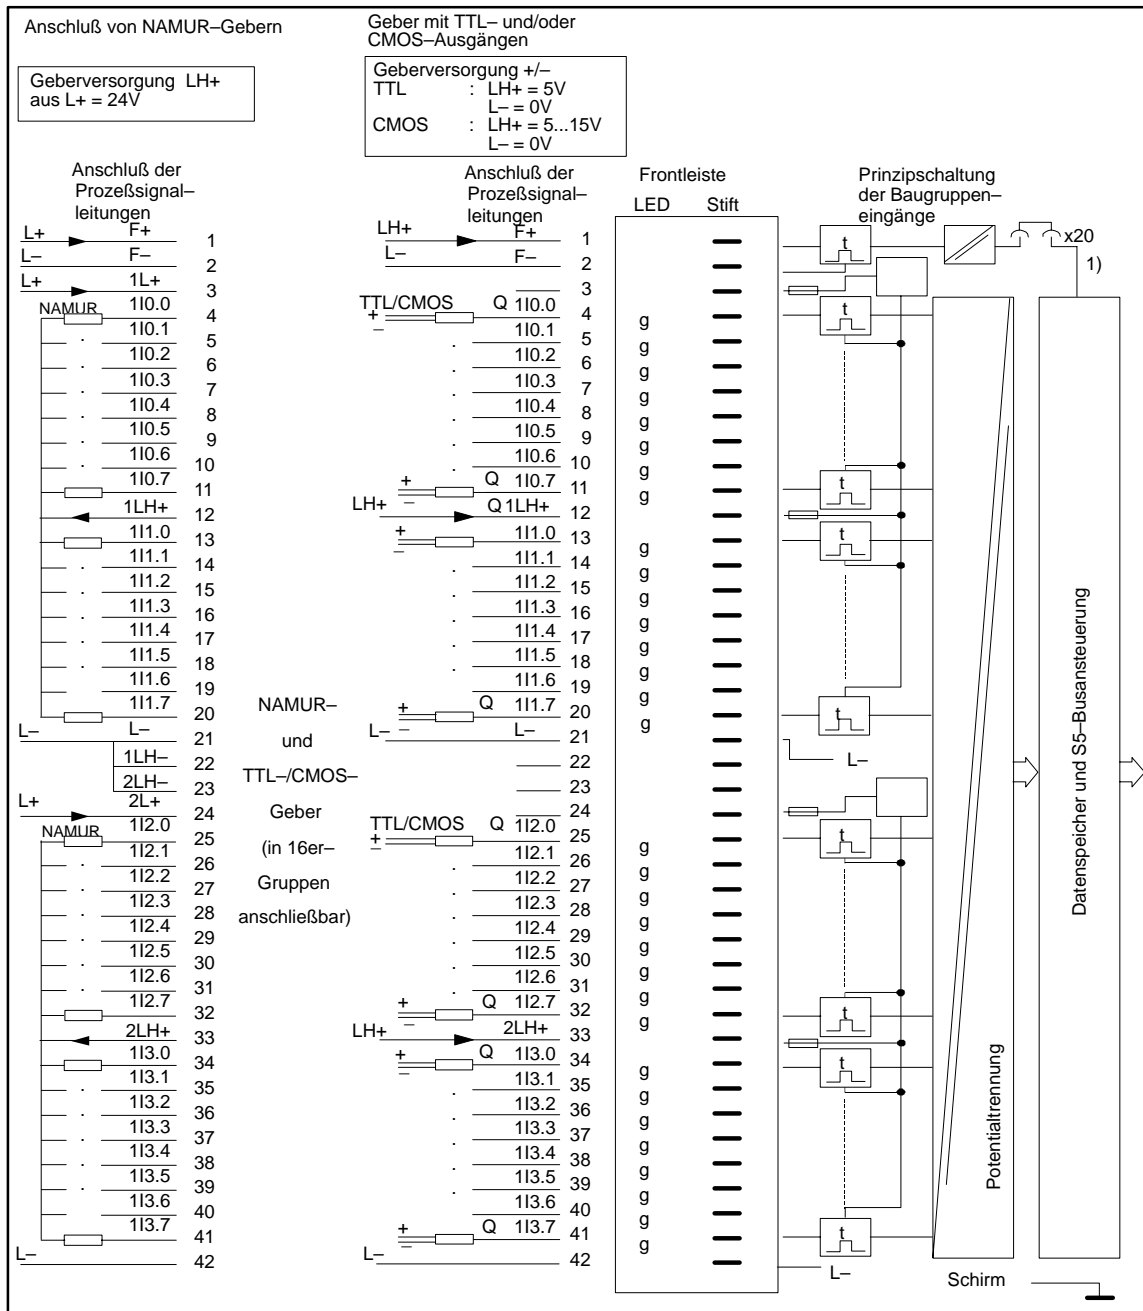 Anschluß von NAMUR–Gebern
Geberversorgung LH+
aus L+ = 24V
Geber mit TTL– und/oder
CMOS–Ausgängen
Geberversorgung +/–
TTL : LH+ = 5V
L– = 0V
CMOS : LH+ = 5...15V
L– = 0V
Anschluß der
Prozeßsignal–
leitungen
L+ F+ 1
L– F– 2
L+ 1L+ 3
NAMUR 1I0.0 4
1I0.1 5
1I0.2 6
1I0.3 7
1I0.4 8
1I0.5 9
1I0.6 10
1I0.7 11
1LH+ 12
1I1.0 13
1I1.1 14
1I1.2 15
1I1.3 16
1I1.4 17
1I1.5 18
1I1.6 19
1I1.7 20
L– L– 21
1LH– 22
2LH– 23
L+ 2L+ 24
NAMUR 1I2.0 25
1I2.1 26
1I2.2 27
1I2.3 28
1I2.4 29
1I2.5 30
1I2.6 31
1I2.7 32
2LH+ 33
1I3.0 34
1I3.1 35
1I3.2 36
1I3.3 37
1I3.4 38
1I3.5 39
1I3.6 40
1I3.7 41
L– 42
NAMUR–
und
TTL–/CMOS–
Geber
(in 16er–
Gruppen
anschließbar)
Anschluß der
Prozeßsignal–
leitungen
LH+ F+ 1
L– F– 2
3
TTL/CMOS + – Q 1I0.0 4 g
1I0.1 5 g
1I0.2 6 g
1I0.3 7 g
1I0.4 8 g
1I0.5 9 g
1I0.6 10 g
+ – Q 1I0.7 11 g
LH+ Q 1LH+ 12
+ – 1I1.0 13 g
1I1.1 14 g
1I1.2 15 g
1I1.3 16 g
1I1.4 17 g
1I1.5 18 g
1I1.6 19 g
+ – Q 1I1.7 20 g
L– L– 21
22
23
24
TTL/CMOS + – Q 1I2.0 25 g
1I2.1 26 g
1I2.2 27 g
1I2.3 28 g
1I2.4 29 g
1I2.5 30 g
1I2.6 31 g
+ – Q 1I2.7 32 g
LH+ 2LH+ 33
+ – Q 1I3.0 34 g
1I3.1 35 g
1I3.2 36 g
1I3.3 37 g
1I3.4 38 g
1I3.5 39 g
1I3.6 40 g
+ – Q 1I3.7 41 g
L– 42
Frontleiste
LED Stift
Prinzipschaltung
der Baugruppen–
eingänge
t
x20
1)
t
t
t
t
L–
t
t
t
t
L–
Potentialtrennung
Datenspeicher und S5–Busansteuerung
Schirm